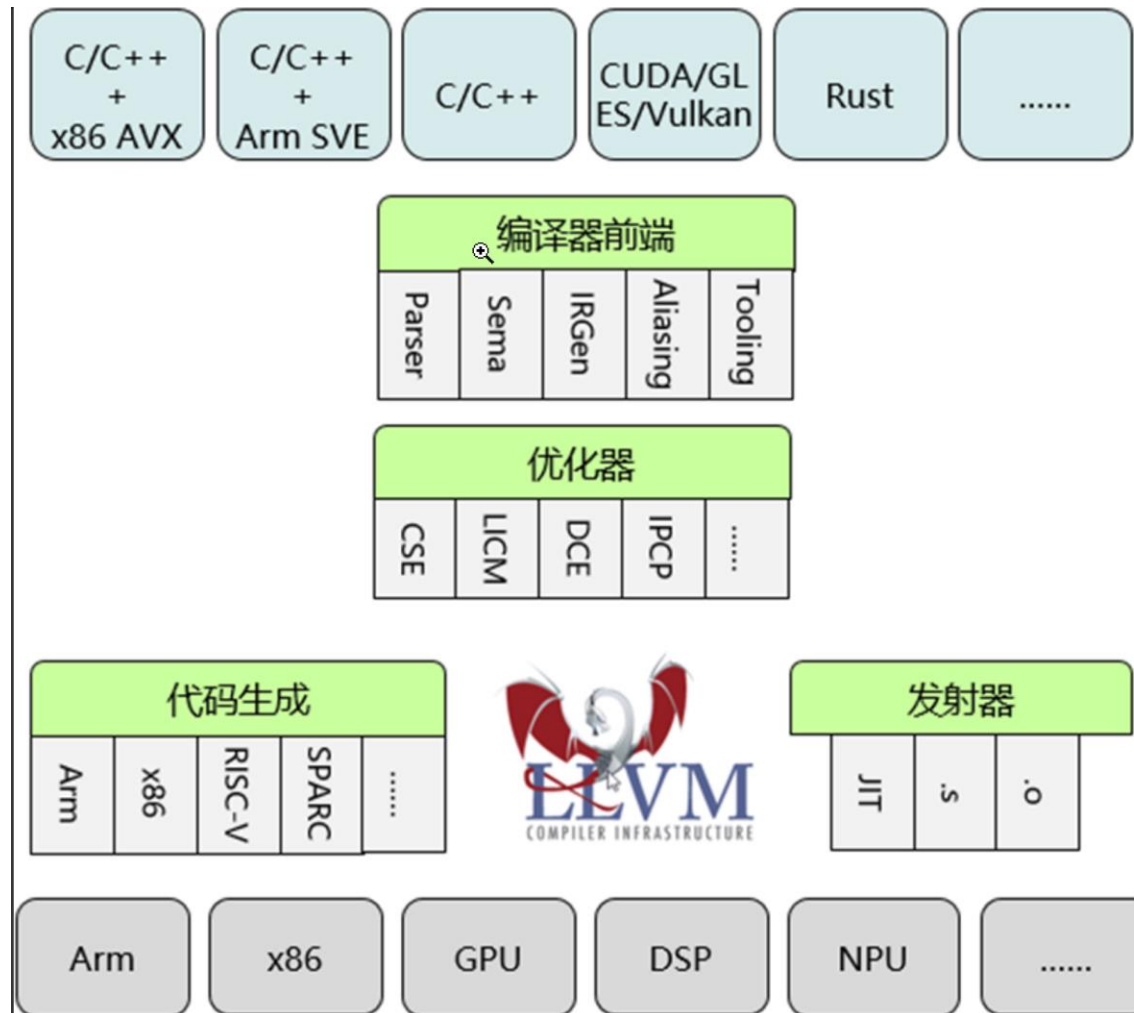 C/C++
+
x86 AVX
C/C++
+
Arm SVE
C/C++
CUDA/GL
ES/Vulkan
Rust
......
编译器前端
Parser
Sema
IRGen
Aliasing
Tooling
优化器
CSE
LICM
DCE
IPCP
......
代码生成
Arm
x86
RISC-V
SPARC
......
LLVM
COMPILER INFRASTRUCTURE
发射器
JIT
.s
.o
Arm
x86
GPU
DSP
NPU
......